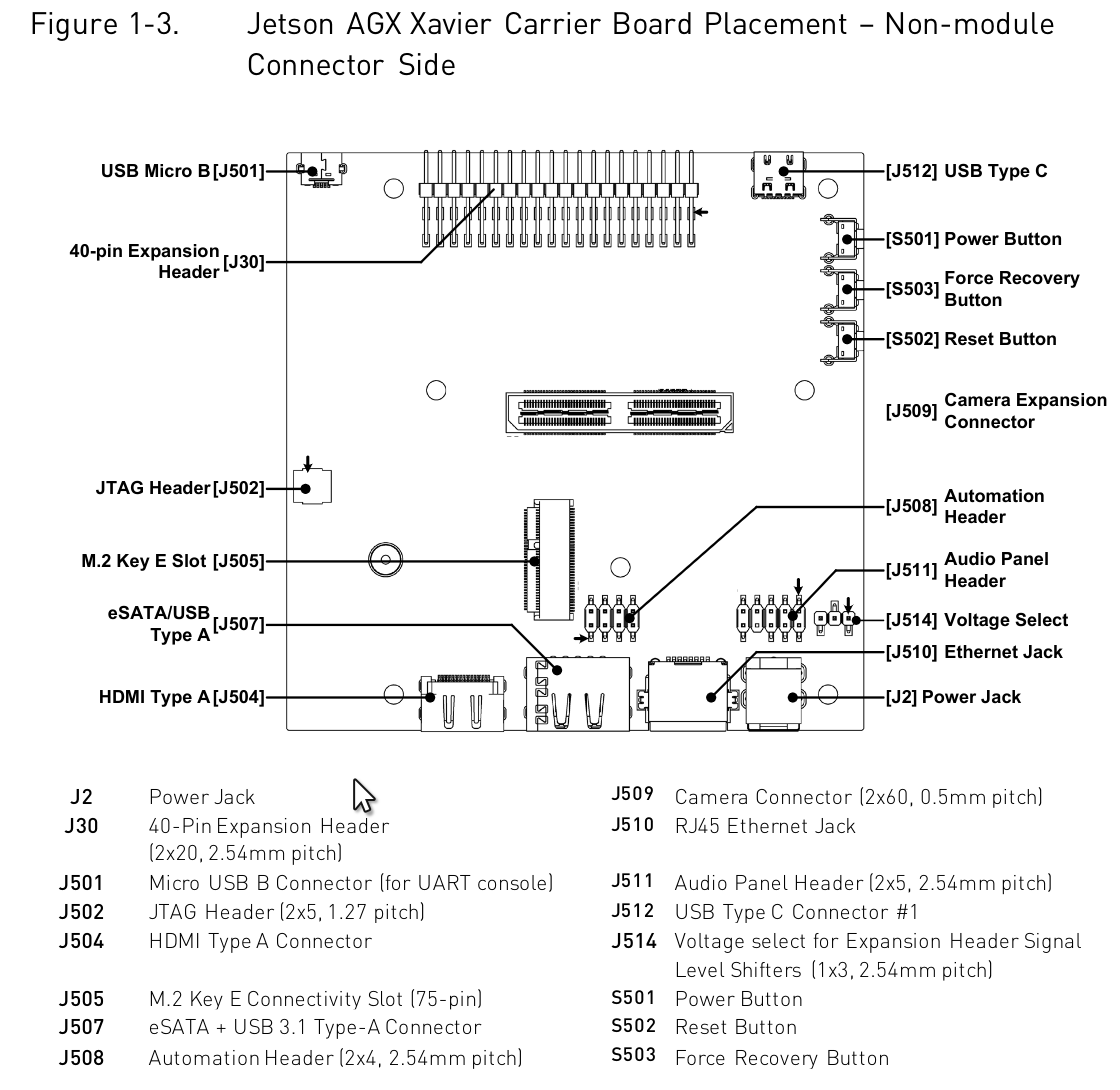 Figure 1-3. Jetson AGX Xavier Carrier Board Placement – Non-module
Connector Side
USB Micro B [J501]
[J512] USB Type C
[S501] Power Button
40-pin Expansion
Header [J30]
[S503] Force Recovery
Button
[S502] Reset Button
[J509] Camera Expansion
Connector
JTAG Header [J502]
[J508] Automation
Header
M.2 Key E Slot [J505]
[J511] Audio Panel
Header
eSATA/USB
Type A [J507]
[J514] Voltage Select
[J510] Ethernet Jack
HDMI Type A [J504]
[J2] Power Jack
J2 Power Jack
J30 40-Pin Expansion Header
(2x20, 2.54mm pitch)
J501 Micro USB B Connector (for UART console)
J502 JTAG Header (2x5, 1.27 pitch)
J504 HDMI Type A Connector
J505 M.2 Key E Connectivity Slot (75-pin)
J507 eSATA + USB 3.1 Type-A Connector
J508 Automation Header (2x4, 2.54mm pitch)
J509 Camera Connector (2x60, 0.5mm pitch)
J510 RJ45 Ethernet Jack
J511 Audio Panel Header (2x5, 2.54mm pitch)
J512 USB Type C Connector #1
J514 Voltage select for Expansion Header Signal
Level Shifters (1x3, 2.54mm pitch)
S501 Power Button
S502 Reset Button
S503 Force Recovery Button